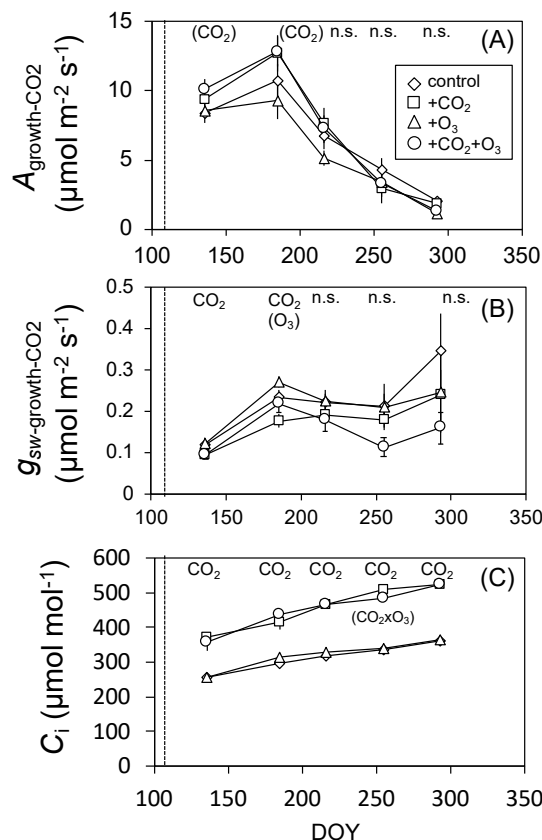 15
10
5
0
100 150 200 250 300 350
A growth-CO2
(µmol m-2 s-1)
(CO2) (CO2) n.s. n.s. n.s.
(A)
control
+CO2
+O3
+CO2+O3
0.5
0.4
0.3
0.2
0.1
0
100 150 200 250 300 350
gsw-growth-CO2
(µmol m-2 s-1)
CO2 CO2 n.s. n.s. n.s.
(O3)
(B)
600
500
400
300
200
100
0
100 150 200 250 300 350
Ci (µmol mol-1)
CO2 CO2 CO2 CO2 CO2
(C)
(CO2xO3)
DOY